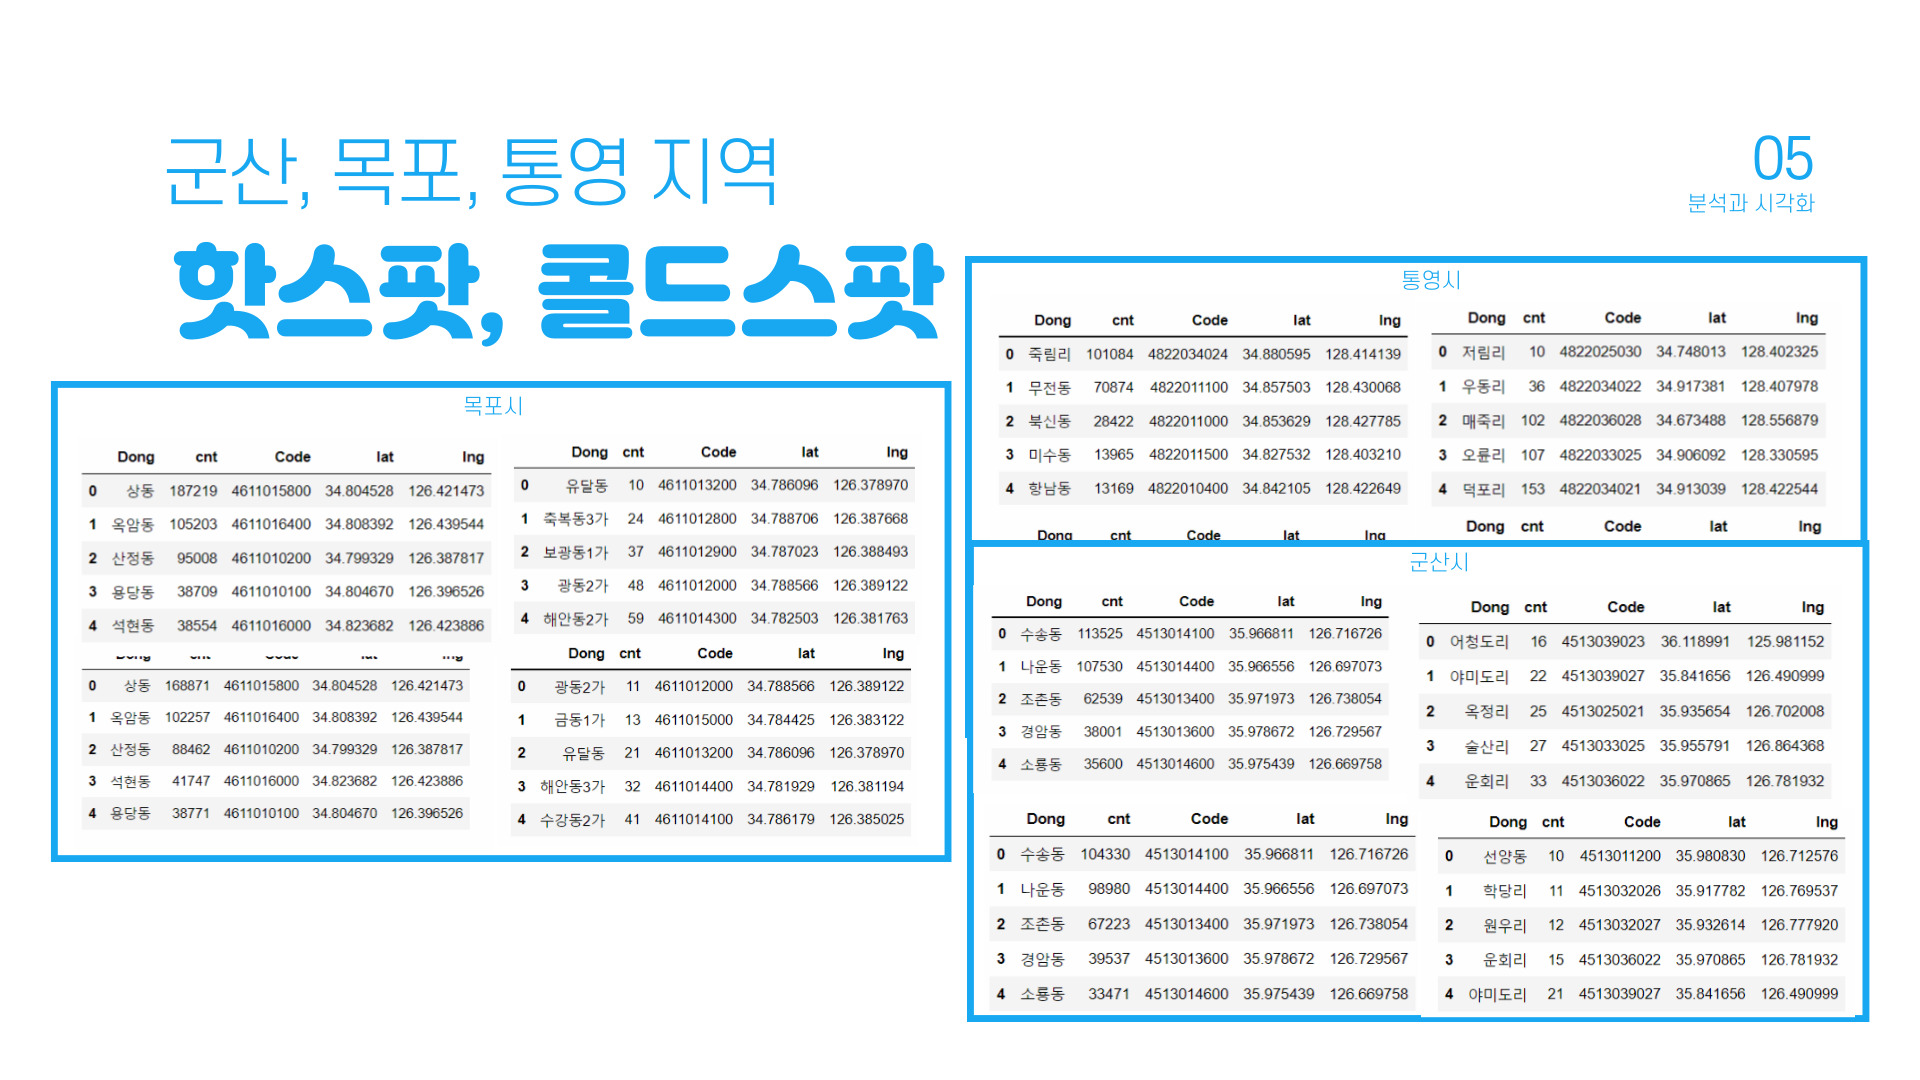 군산, 목포, 통영 지역
핫스팟, 콜드스팟
05
분석과 시각화
목포시
Dong cnt Code lat lng
0 상동 187219 4611015800 34.804528 126.421473
1 옥암동 105203 4611016400 34.808392 126.439544
2 산정동 95008 4611010200 34.799329 126.387817
3 용당동 38709 4611010100 34.804670 126.396526
4 석현동 38554 4611016000 34.823682 126.423886
Dong cnt Code lat lng
0 유달동 10 4611013200 34.786096 126.378970
1 죽복동3가 24 4611012800 34.788706 126.387668
2 보광동1가 37 4611012900 34.787023 126.388493
3 광동2가 48 4611012000 34.788566 126.389122
4 해안동2가 59 4611014300 34.782503 126.381763
0 상동 168871 4611015800 34.804528 126.421473
1 옥암동 102257 4611016400 34.808392 126.439544
2 산정동 88462 4611010200 34.799329 126.387817
3 석현동 41747 4611016000 34.823682 126.423886
4 용당동 38771 4611010100 34.804670 126.396526
Dong cnt Code lat lng
0 광동2가 11 4611012000 34.788566 126.389122
1 금동1가 13 4611015000 34.784425 126.383122
2 유달동 21 4611013200 34.786096 126.378970
3 해안동3가 32 4611014400 34.781929 126.381194
4 수강동2가 41 4611014100 34.786179 126.385025
통영시
Dong cnt Code lat lng
0 죽림리 101084 4822034024 34.880595 128.414139
1 무전동 70874 4822011100 34.857503 128.430068
2 북신동 28422 4822011000 34.853629 128.427785
3 미수동 13965 4822011500 34.827532 128.403210
4 항남동 13169 4822010400 34.842105 128.422649
Dong cnt Code lat lng
Dong cnt Code lat lng
0 저림리 10 4822025030 34.748013 128.402325
1 우동리 36 4822034022 34.917381 128.407978
2 매죽리 102 4822036028 34.673488 128.556879
3 오륜리 107 4822033025 34.906092 128.330595
4 덕포리 153 4822034021 34.913039 128.422544
Dong cnt Code lat lng
군산시
Dong cnt Code lat lng
0 수송동 113525 4513014100 35.966811 126.716726
1 나운동 107530 4513014400 35.966556 126.697073
2 조촌동 62539 4513013400 35.971973 126.738054
3 경암동 38001 4513013600 35.978672 126.729567
4 소룡동 35600 4513014600 35.975439 126.669758
Dong cnt Code lat lng
0 어청도리 16 4513039023 36.118991 125.981152
1 야미도리 22 4513039027 35.841656 126.490999
2 옥정리 25 4513025021 35.935654 126.702008
3 술산리 27 4513033025 35.955791 126.864368
4 운회리 33 4513036022 35.970865 126.781932
Dong cnt Code lat lng
0 수송동 104330 4513014100 35.966811 126.716726
1 나운동 98980 4513014400 35.966556 126.697073
2 조촌동 67223 4513013400 35.971973 126.738054
3 경암동 39537 4513013600 35.978672 126.729567
4 소룡동 33471 4513014600 35.975439 126.669758
Dong cnt Code lat lng
0 선양동 10 4513011200 35.980830 126.712576
1 학당리 11 4513032026 35.917782 126.769537
2 원우리 12 4513032027 35.932614 126.777920
3 운회리 15 4513036022 35.970865 126.781932
4 야미도리 21 4513039027 35.841656 126.490999